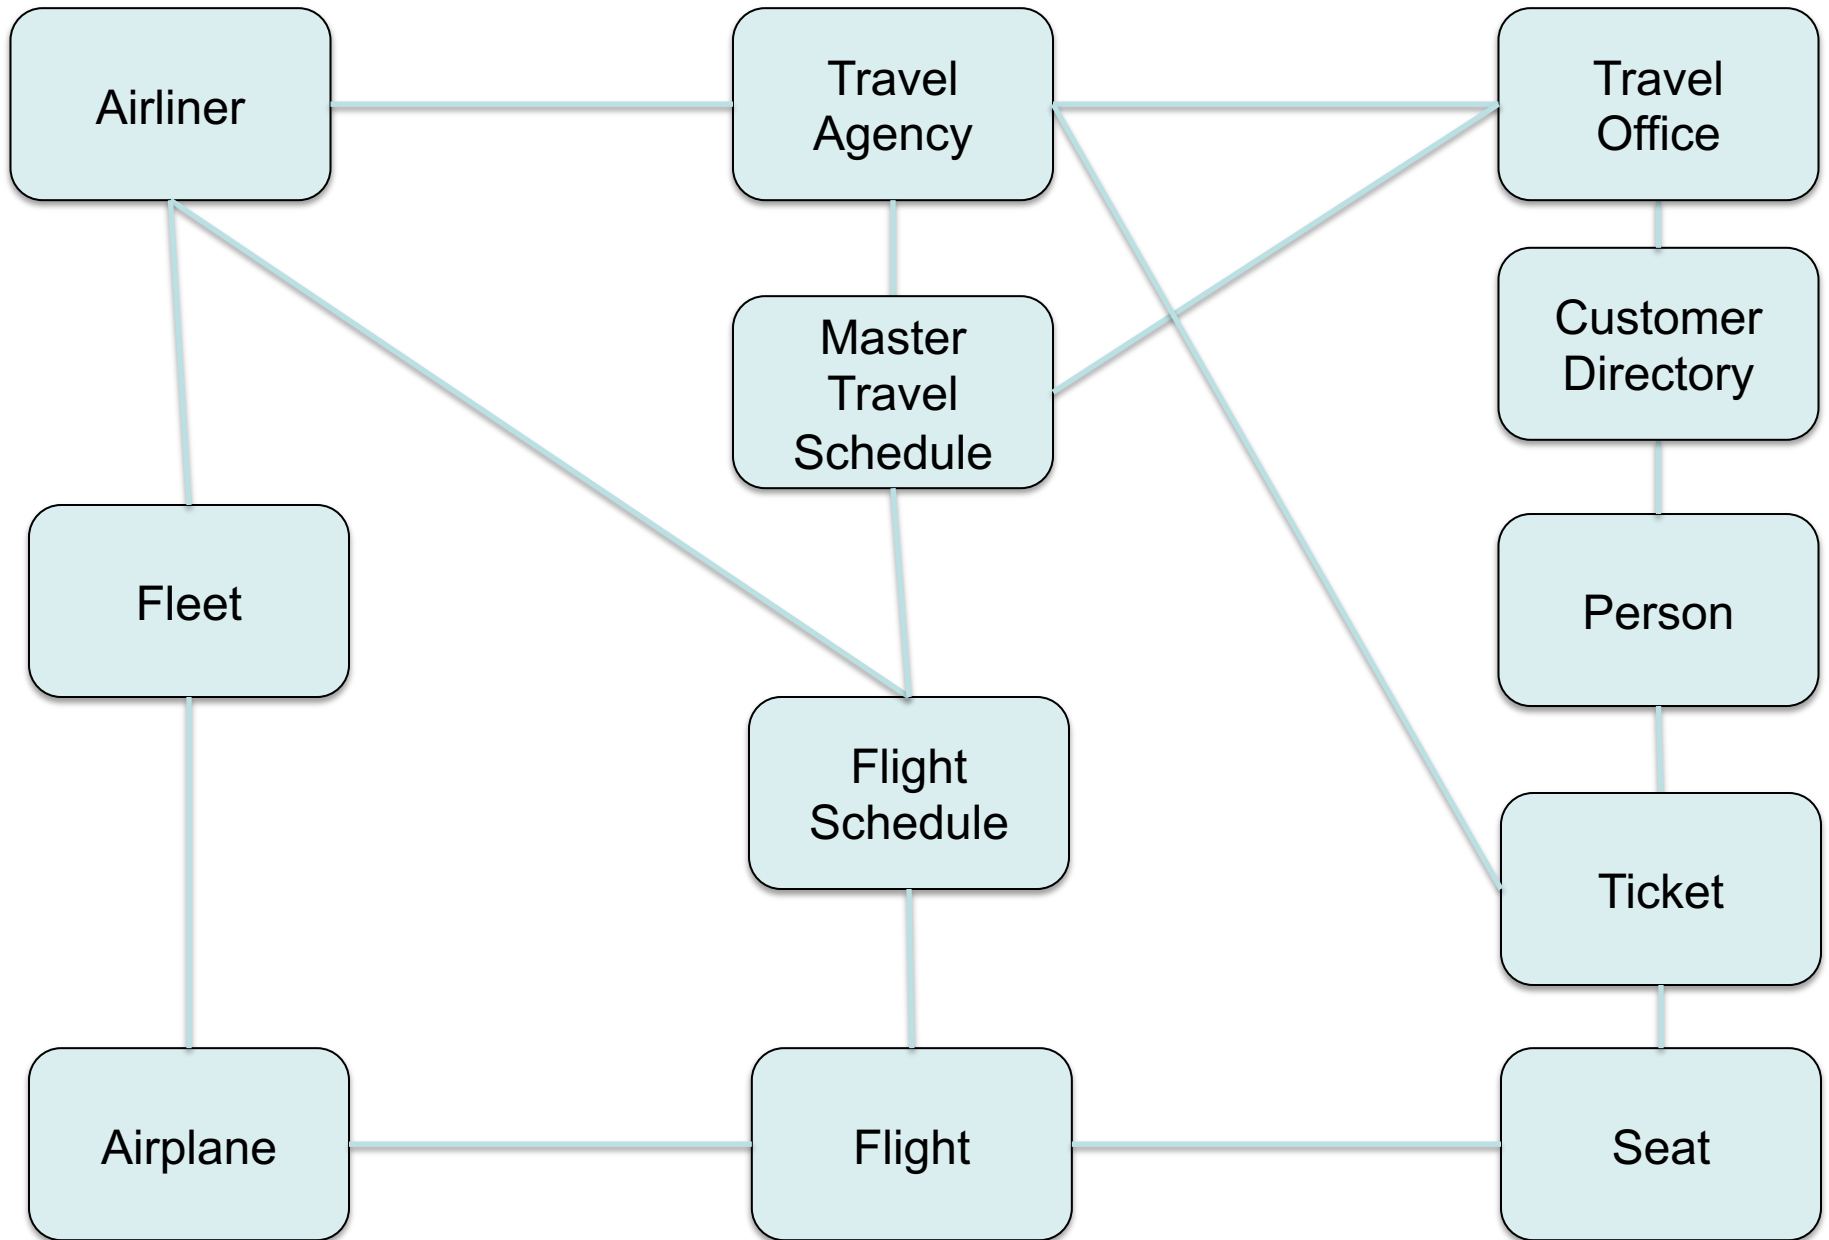 Airliner
Travel
Agency
Travel
Office
Master
Travel
Schedule
Customer
Directory
Fleet
Person
Flight
Schedule
Ticket
Airplane
Flight
Seat